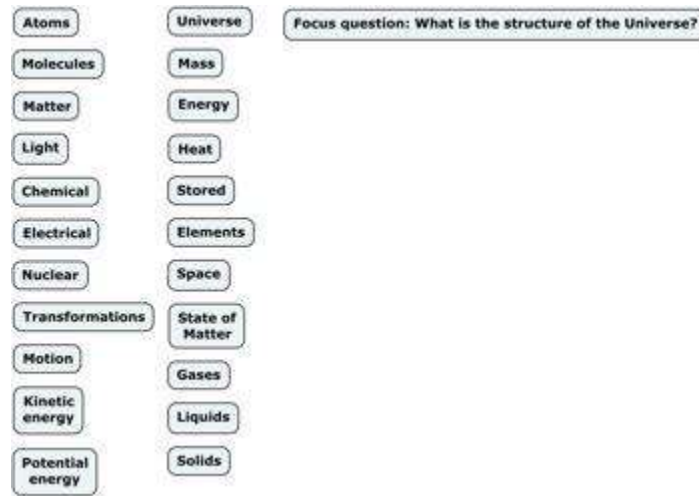 Atoms
Molecules
Matter
Light
Chemical
Electrical
Nuclear
Transformations
Motion
Kinetic
energy
Potential
energy
Universe
Mass
Energy
Heat
Stored
Elements
Space
State of
Matter
Gases
Liquids
Solids
Focus question: What is the structure of the Universe?